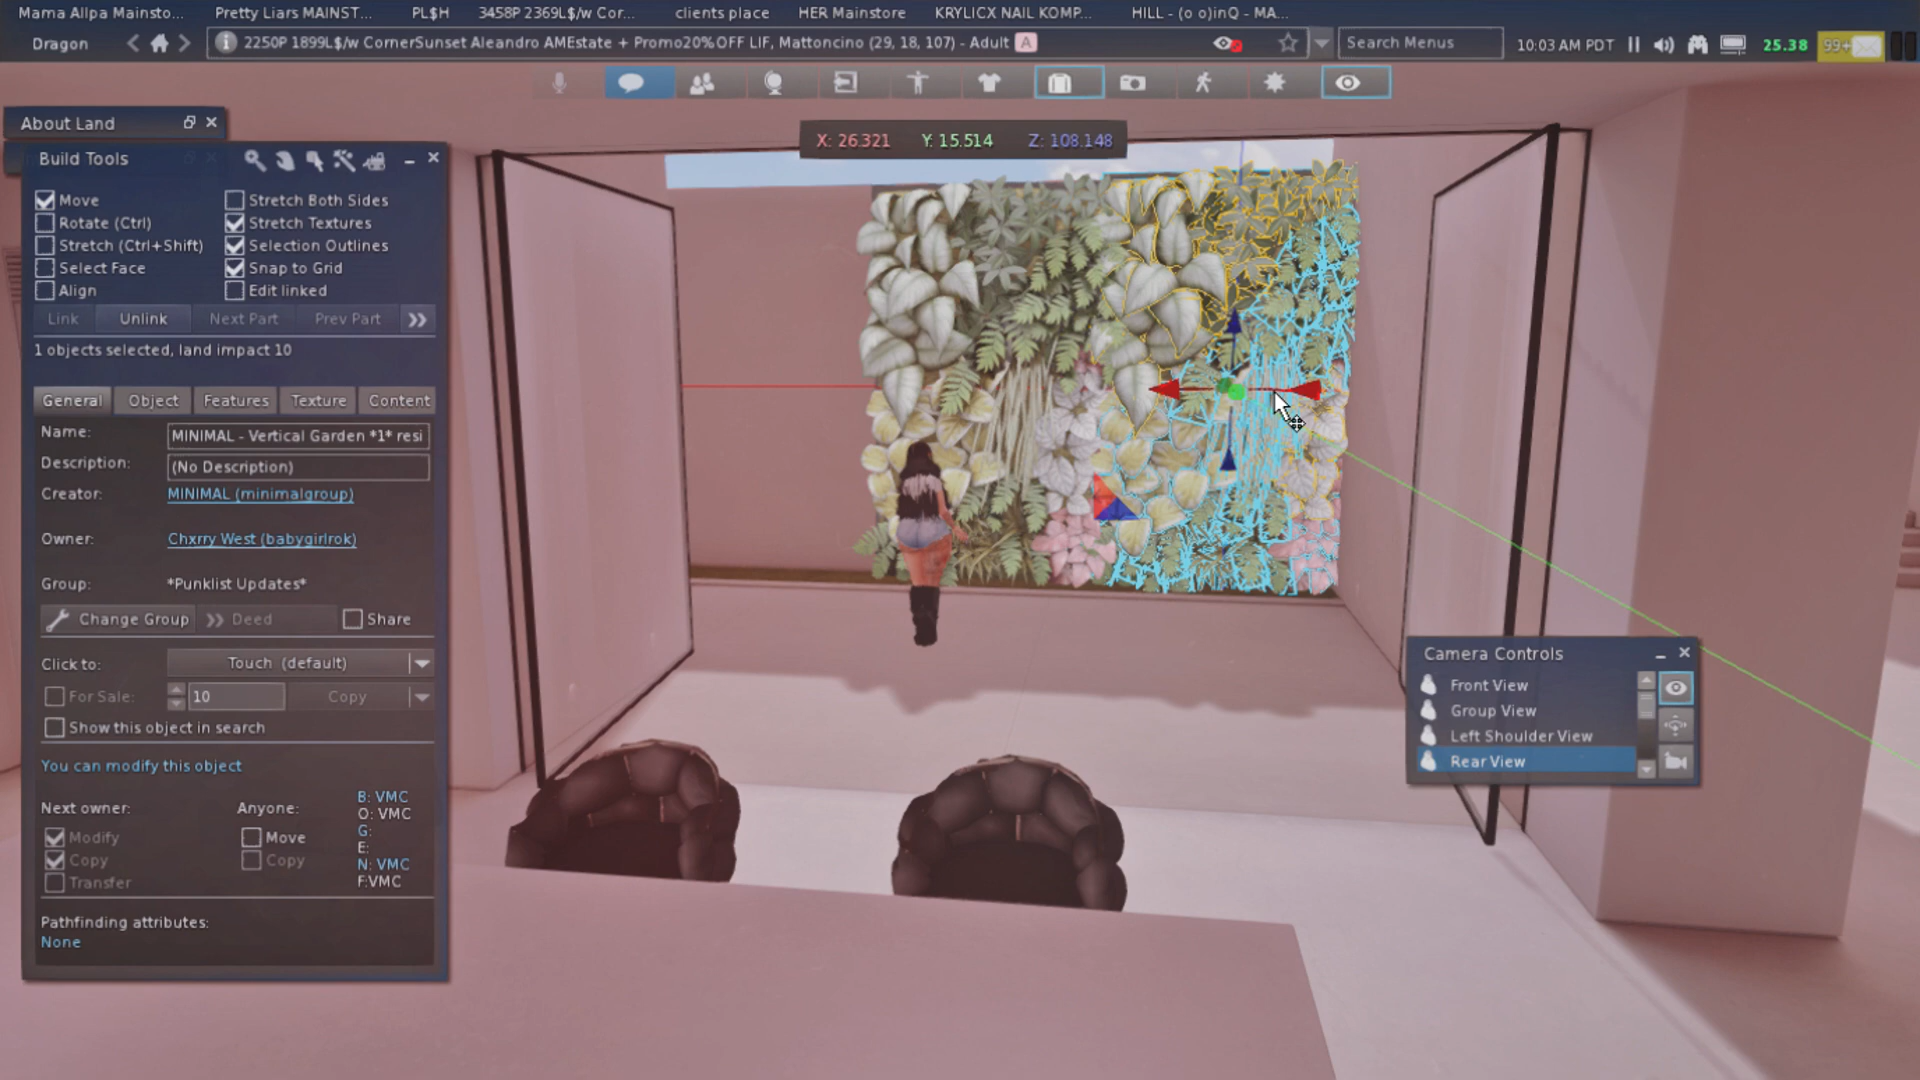 Mama Allpa Mainsto... Pretty Liars MAINST... PL$H 3458P 2369L$/w Cor... clients place HER Mainstore KRYLICX NAIL KOMP... HILL - (o o)inQ - MA...
Dragon 2250P 1899L$/w CornerSunset Aleandro AMEstate + Promo20%OFF LIF, Mattoncino (29, 18, 107) - Adult A Search Menus 10:03 AM PDT 25.38 99+
X: 26.321 Y: 15.514 Z: 108.148
About Land
Build Tools
Move Stretch Both Sides
Rotate (Ctrl) Stretch Textures
Stretch (Ctrl+Shift) Selection Outlines
Select Face Snap to Grid
Align Edit linked
Link Unlink Next Part Prev Part
1 objects selected, land impact 10
General Object Features Texture Content
Name: MINIMAL - Vertical Garden *1* resi
Description: (No Description)
Creator: MINIMAL (minimalgroup)
Owner: Chxrry West (babygirlrok)
Group: *Punklist Updates*
Change Group Deed Share
Click to: Touch (default)
For Sale: 10 Copy
Show this object in search
You can modify this object
Next owner: Anyone: B: VMC
O: VMC
Modify Move G:
E:
Copy Copy N: VMC
Transfer F:VMC
Pathfinding attributes:
None
Camera Controls
Front View
Group View
Left Shoulder View
Rear View